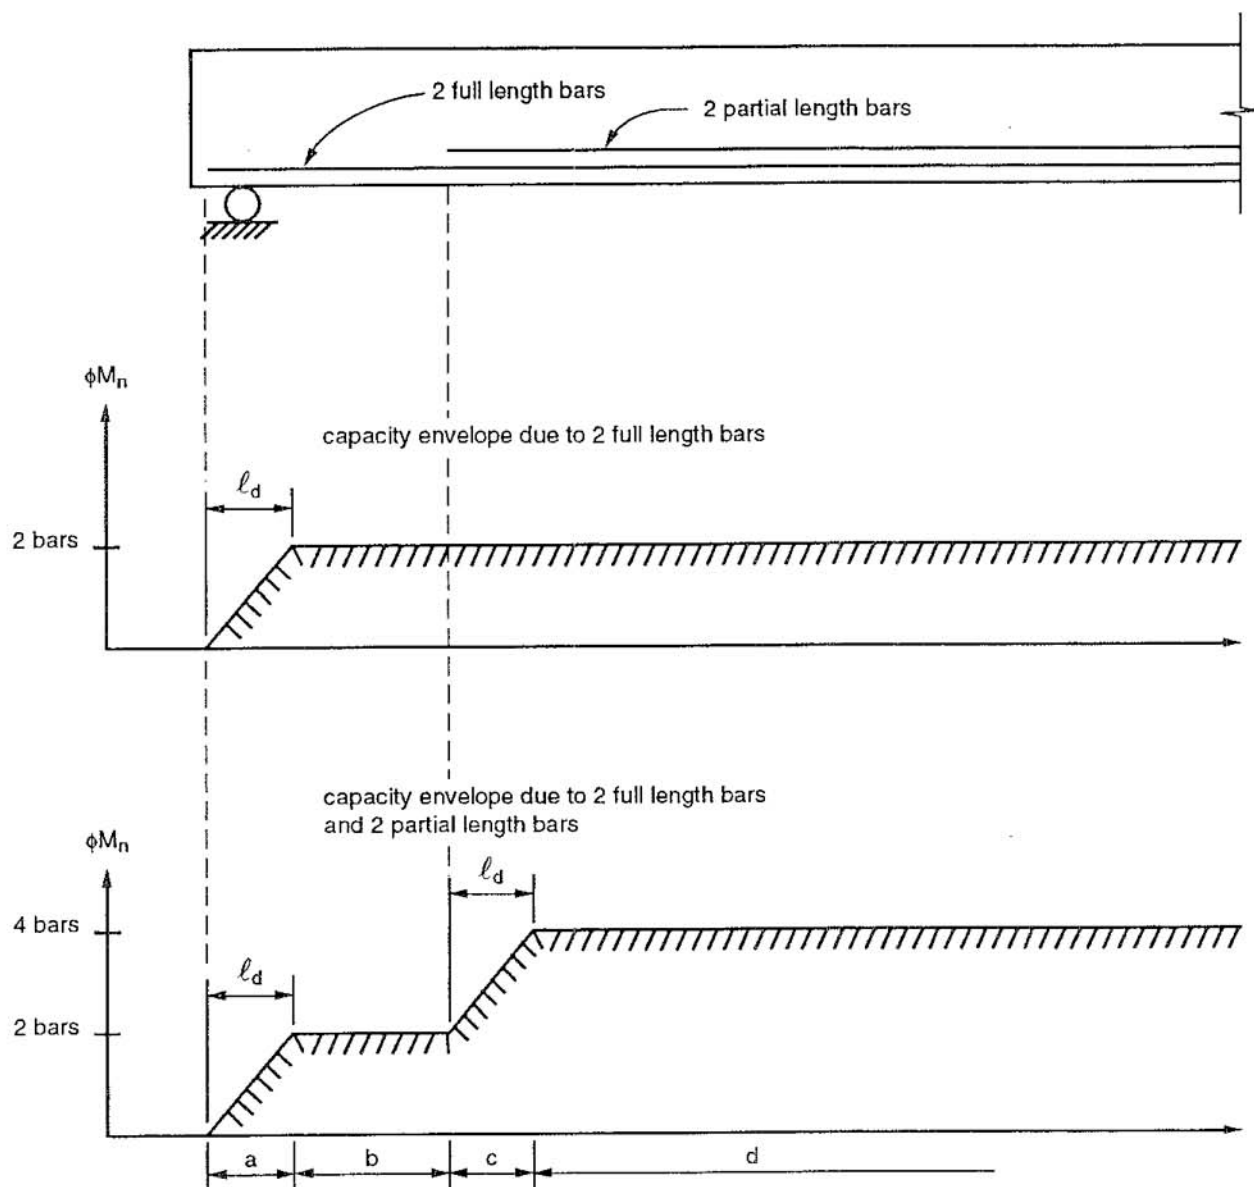 2 full length bars
2 partial length bars
ϕMn
capacity envelope due to 2 full length bars
ℓd
2 bars
capacity envelope due to 2 full length bars
and 2 partial length bars
ϕMn
ℓd
4 bars
ℓd
2 bars
a b c d